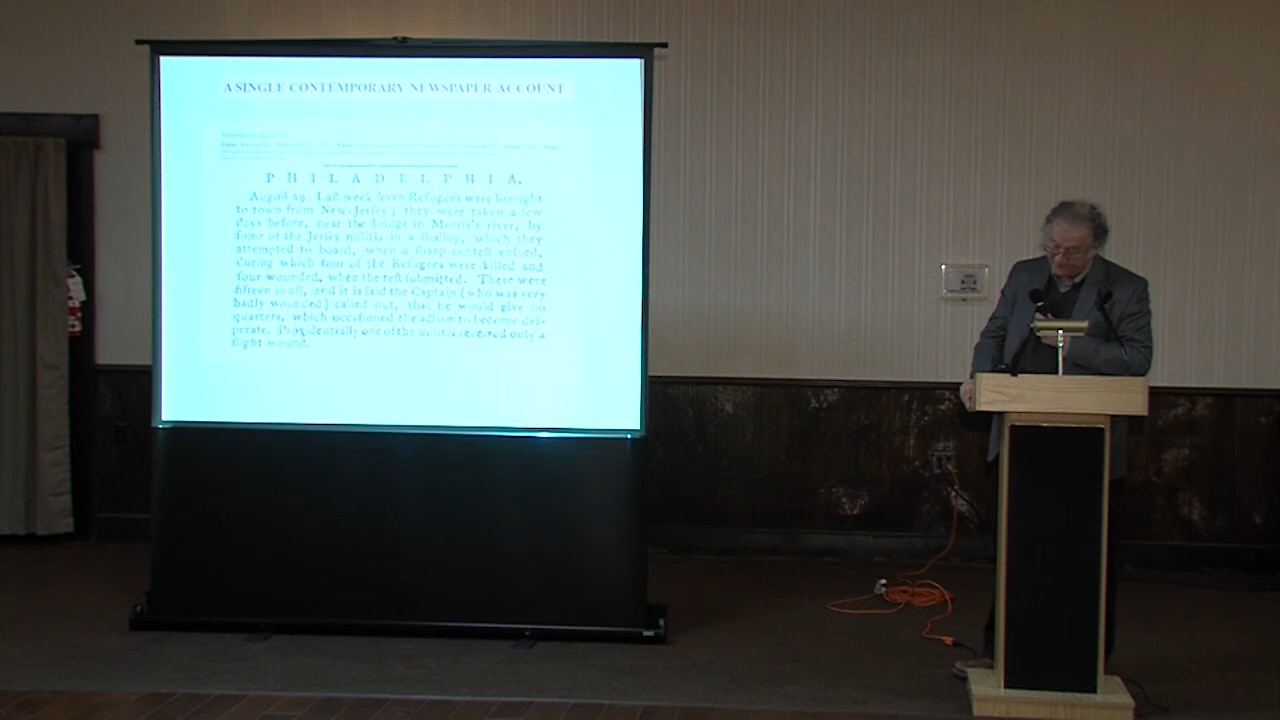 A SINGLE CONTEMPORARY NEWSPAPER ACCOUNT
PHILADELPHIA,
Auguſt 29. Laſt week ſeven Refugees were brought
to town from New-Jerſey; they were taken a few
days before, near the bridge in Morris's river, by
ſome of the Jerſey militia in a ſhallop, which they
attempted to board, when a ſharp conteſt enſued,
during which four of the Refugees were killed and
four wounded, when the reſt ſubmitted. There were
fifteen in all, and it is ſaid the Captain (who was very
badly wounded) called out, that he would give no
quarters, which occaſioned the action to become deſ-
perate. Providentially one of the militia received only a
ſlight wound.